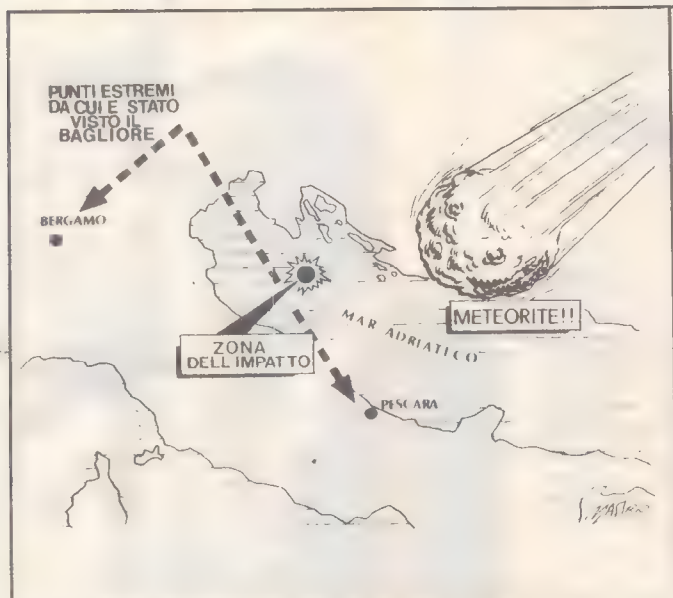 PUNTI ESTREMI
DA CUI E STATO
VISTO IL
BAGLIORE
BERGAMO
METEORITE!!
MAR ADRIATICO
ZONA
DELL IMPATTO
PESCARA